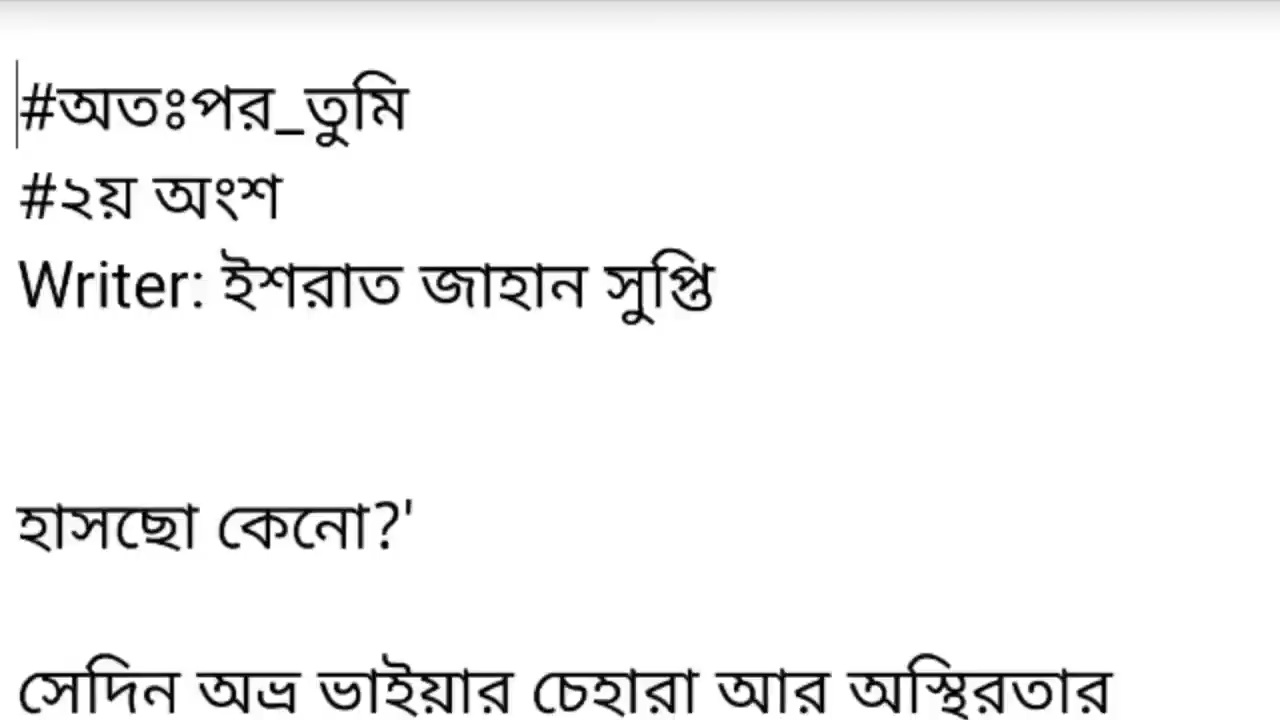 #অতঃপর_তুমি
#২য় অংশ
Writer: ইশরাত জাহান সুপ্তি
হাসছো কেনো?'
সেদিন অভ্র ভাইয়ার চেহারা আর অস্থিরতার